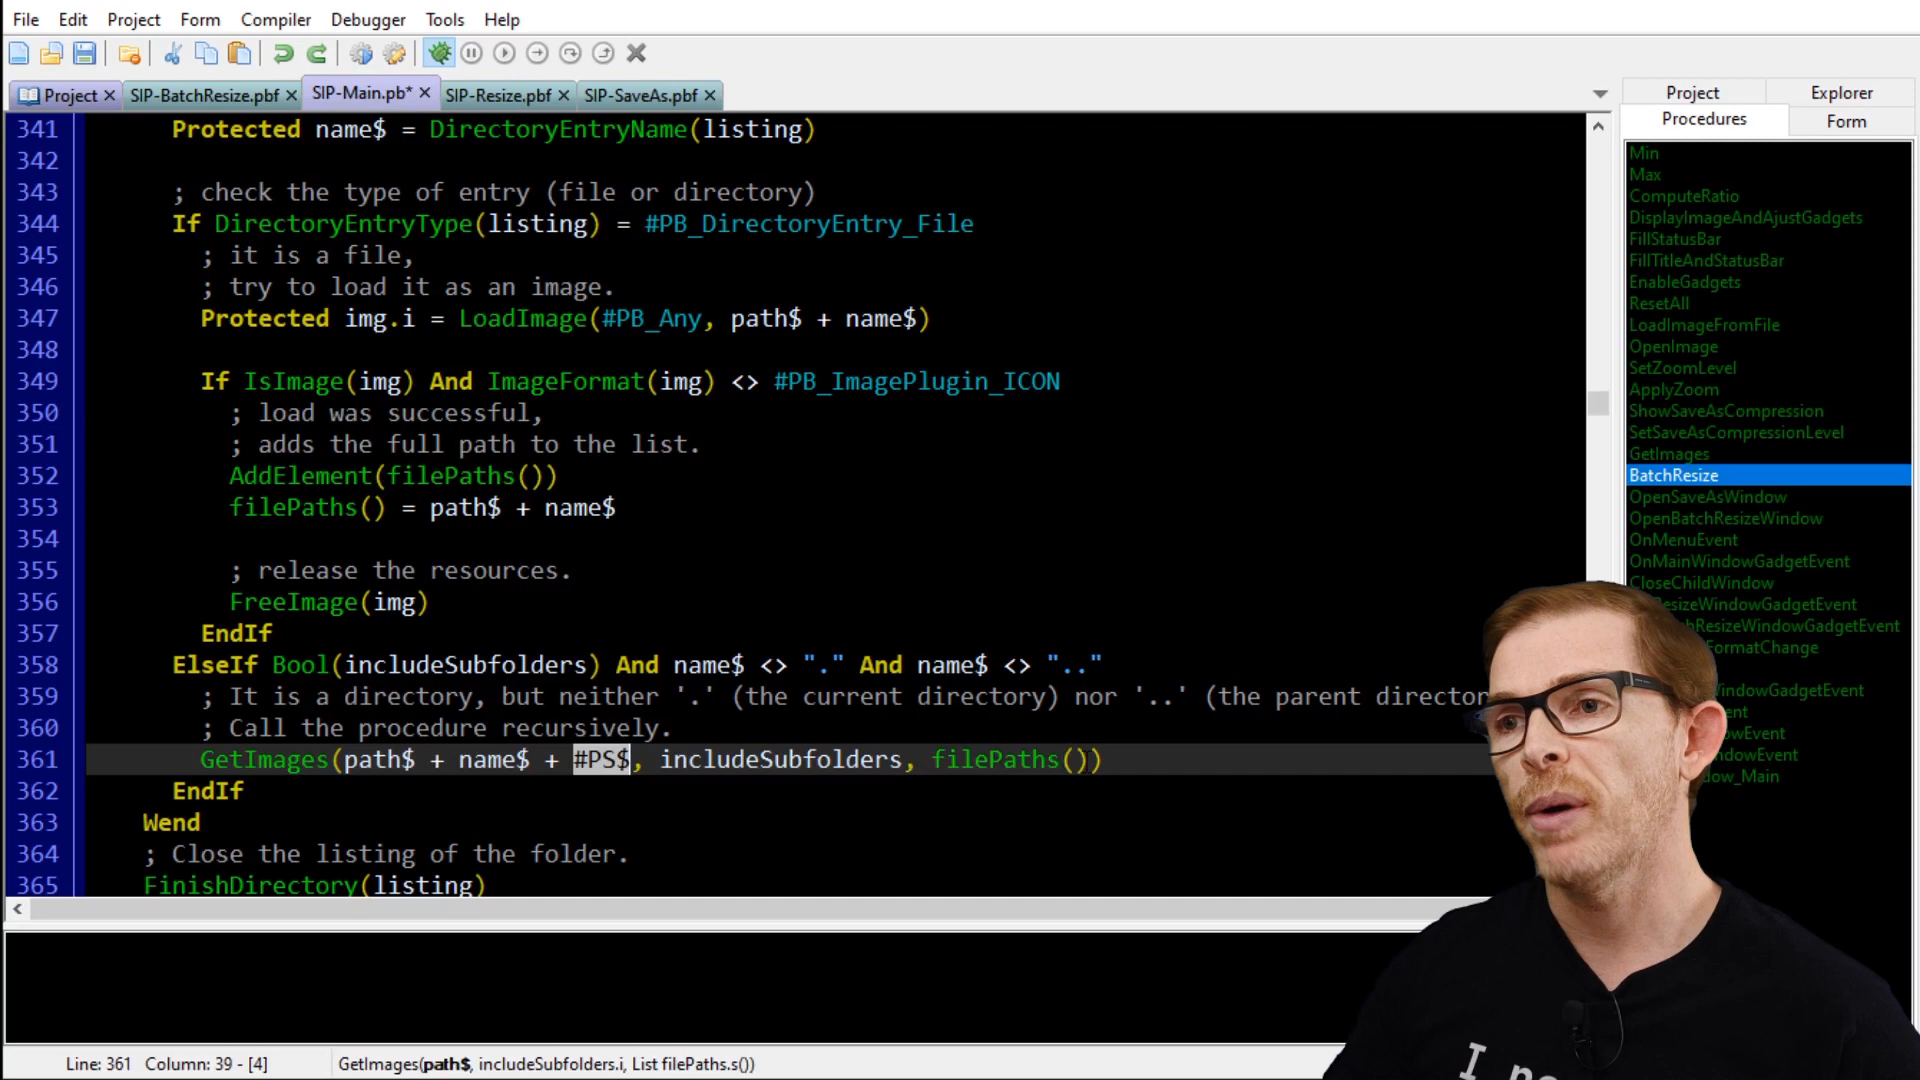 File Edit Project Form Compiler Debugger Tools Help
Project SIP-BatchResize.pbf SIP-Main.pb* SIP-Resize.pbf SIP-SaveAs.pbf
341 Protected name$ = DirectoryEntryName(listing)
342
343 ; check the type of entry (file or directory)
344 If DirectoryEntryType(listing) = #PB_DirectoryEntry_File
345 ; it is a file,
346 ; try to load it as an image.
347 Protected img.i = LoadImage(#PB_Any, path$ + name$)
348
349 If IsImage(img) And ImageFormat(img) <> #PB_ImagePlugin_ICON
350 ; load was successful,
351 ; adds the full path to the list.
352 AddElement(filePaths())
353 filePaths() = path$ + name$
354
355 ; release the resources.
356 FreeImage(img)
357 EndIf
358 ElseIf Bool(includeSubfolders) And name$ <> "." And name$ <> ".."
359 ; It is a directory, but neither '.' (the current directory) nor '..' (the parent director
360 ; Call the procedure recursively.
361 GetImages(path$ + name$ + #PS$, includeSubfolders, filePaths())
362 EndIf
363 Wend
364 ; Close the listing of the folder.
365 FinishDirectory(listing)
Project Explorer
Procedures Form
Min
Max
ComputeRatio
DisplayImageAndAjustGadgets
FillStatusBar
FillTitleAndStatusBar
EnableGadgets
ResetAll
LoadImageFromFile
OpenImage
SetZoomLevel
ApplyZoom
ShowSaveAsCompression
SetSaveAsCompressionLevel
GetImages
BatchResize
OpenSaveAsWindow
OpenBatchResizeWindow
OnMenuEvent
OnMainWindowGadgetEvent
CloseChildWindow
esizeWindowGadgetEvent
chResizeWindowGadgetEvent
FormatChange
indowGadgetEvent
ent
owEvent
ndowEvent
dow_Main
Line: 361 Column: 39 - [4] GetImages(path$, includeSubfolders.i, List filePaths.s())
I